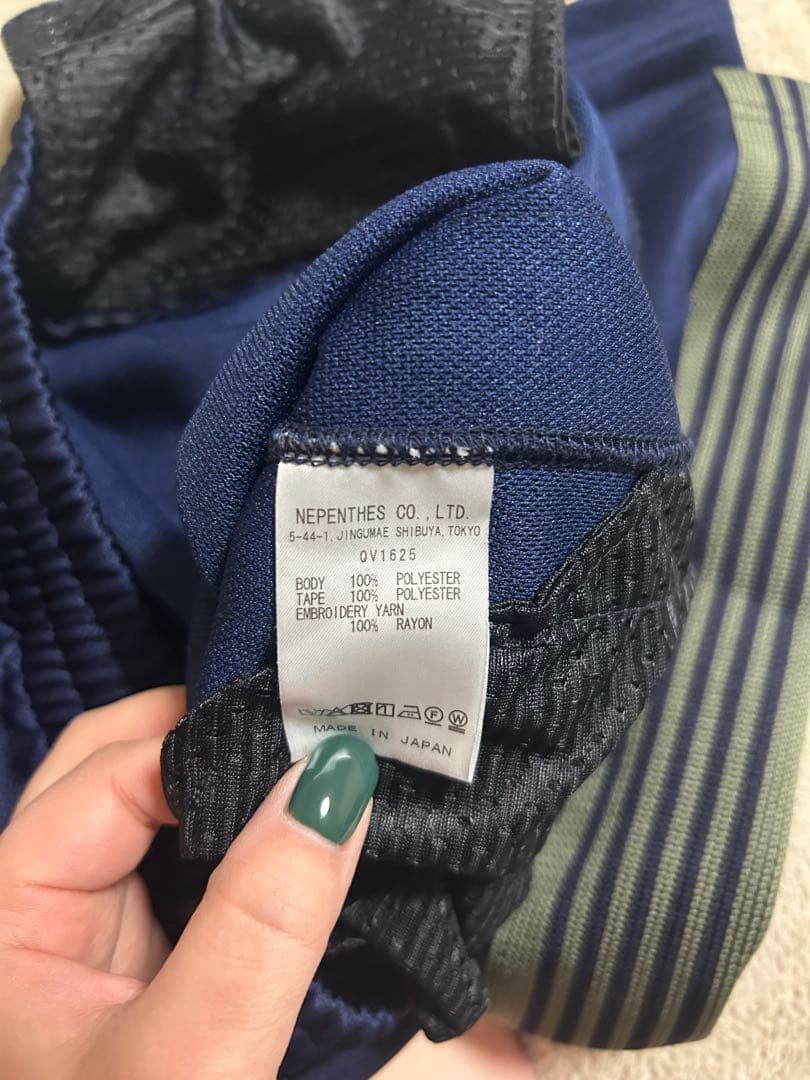 NEPENTHES CO.,LTD.
5-44-1, JINGUMAE SHIBUYA, TOKYO
QV1625
BODY 100% POLYESTER
TAPE 100% POLYESTER
EMBROIDERY YARN
100% RAYON
F W
MADE IN JAPAN